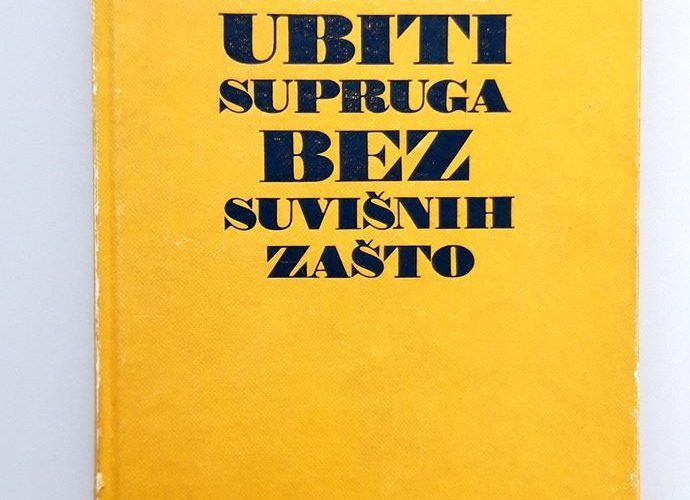 UBITI
SUPRUGA
BEZ
SUVIŠNIH
ZAŠTO